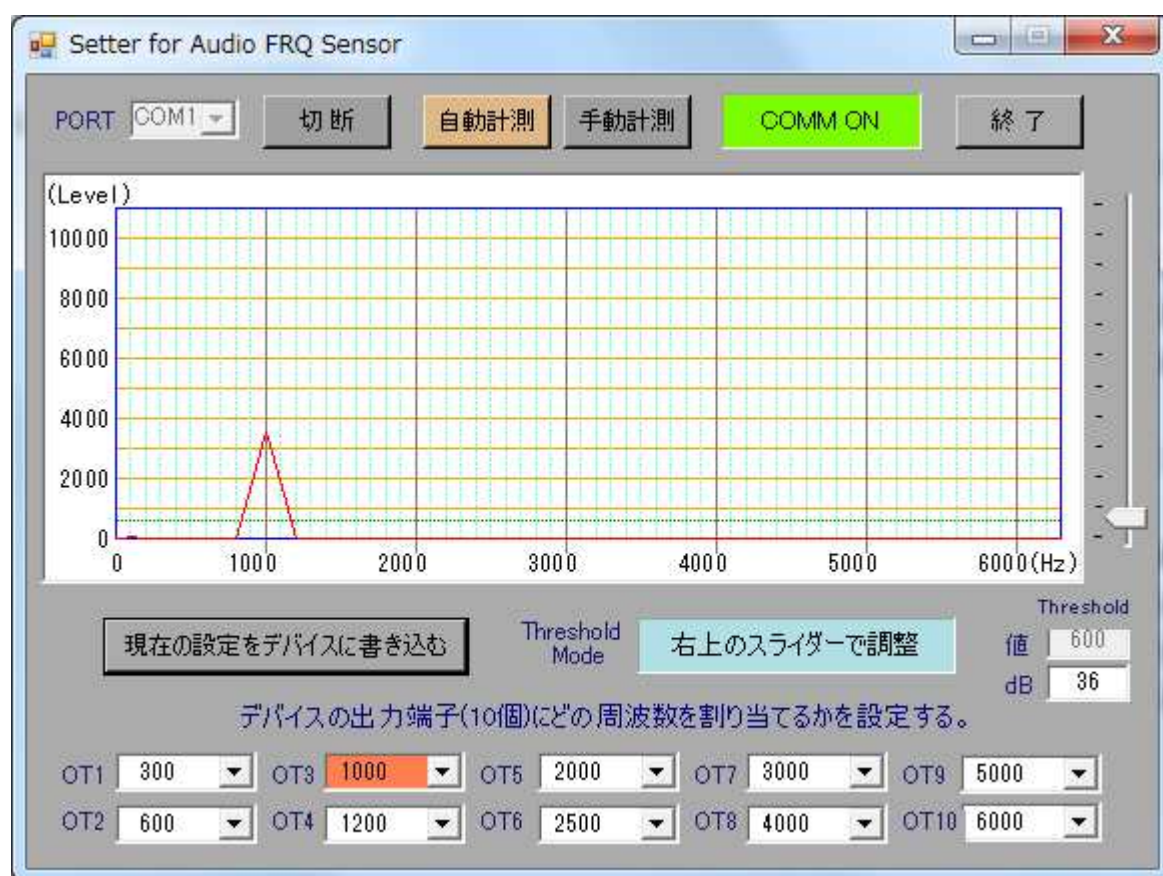 Setter for Audio FRQ Sensor
PORT COM1 切断 自動計測 手動計測 COMM ON 終了
(Level)
10000
8000
6000
4000
2000
0
0 1000 2000 3000 4000 5000 6000(Hz)
Threshold
現在の設定をデバイスに書き込む Threshold Mode 右上のスライダーで調整 値 600
dB 36
デバイスの出力端子(10個)にどの周波数を割り当てるかを設定する。
OT1 300 OT3 1000 OT5 2000 OT7 3000 OT9 5000
OT2 600 OT4 1200 OT6 2500 OT8 4000 OT10 6000